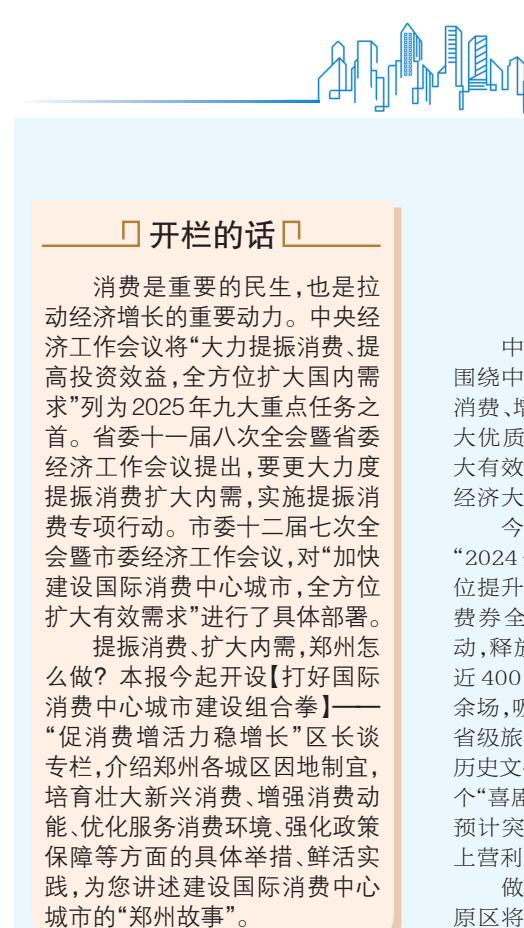 开栏的话
消费是重要的民生，也是拉
动经济增长的重要动力。中央经
济工作会议将“大力提振消费、提
高投资效益，全方位扩大国内需
求”列为2025年九大重点任务之
首。省委十一届八次全会暨省委
经济工作会议提出，要更大力度
提振消费扩大内需，实施提振消
费专项行动。市委十二届七次全
会暨市委经济工作会议，对“加快
建设国际消费中心城市，全方位
扩大有效需求”进行了具体部署。
提振消费、扩大内需，郑州怎
么做？本报今起开设【打好国际
消费中心城市建设组合拳】——
“促消费增活力稳增长”区长谈
专栏，介绍郑州各城区因地制宜，
培育壮大新兴消费、增强消费动
能、优化服务消费环境、强化政策
保障等方面的具体举措、鲜活实
践，为您讲述建设国际消费中心
城市的“郑州故事”。
中
围绕中
消费、增
大优质
大有效
经济大
今
“2024
位提升
费券全
动，释放
近400
余场，吸
省级旅
历史文
个“喜剧
预计突
上营利
做
原区将